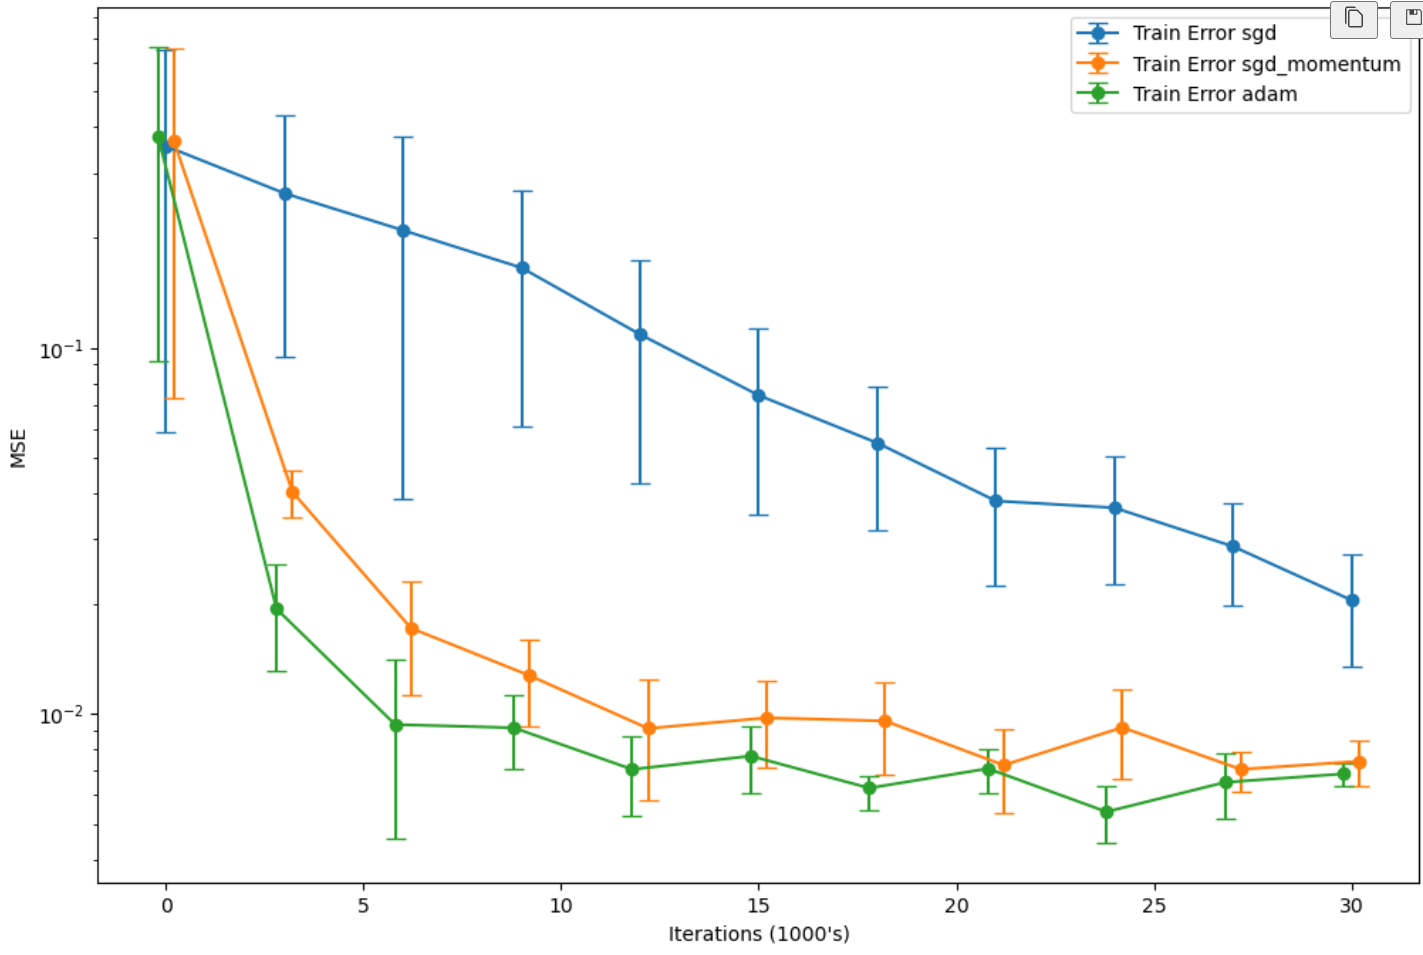 Train Error sgd
Train Error sgd_momentum
Train Error adam
10⁻¹
MSE
10⁻²
0 5 10 15 20 25 30
Iterations (1000's)